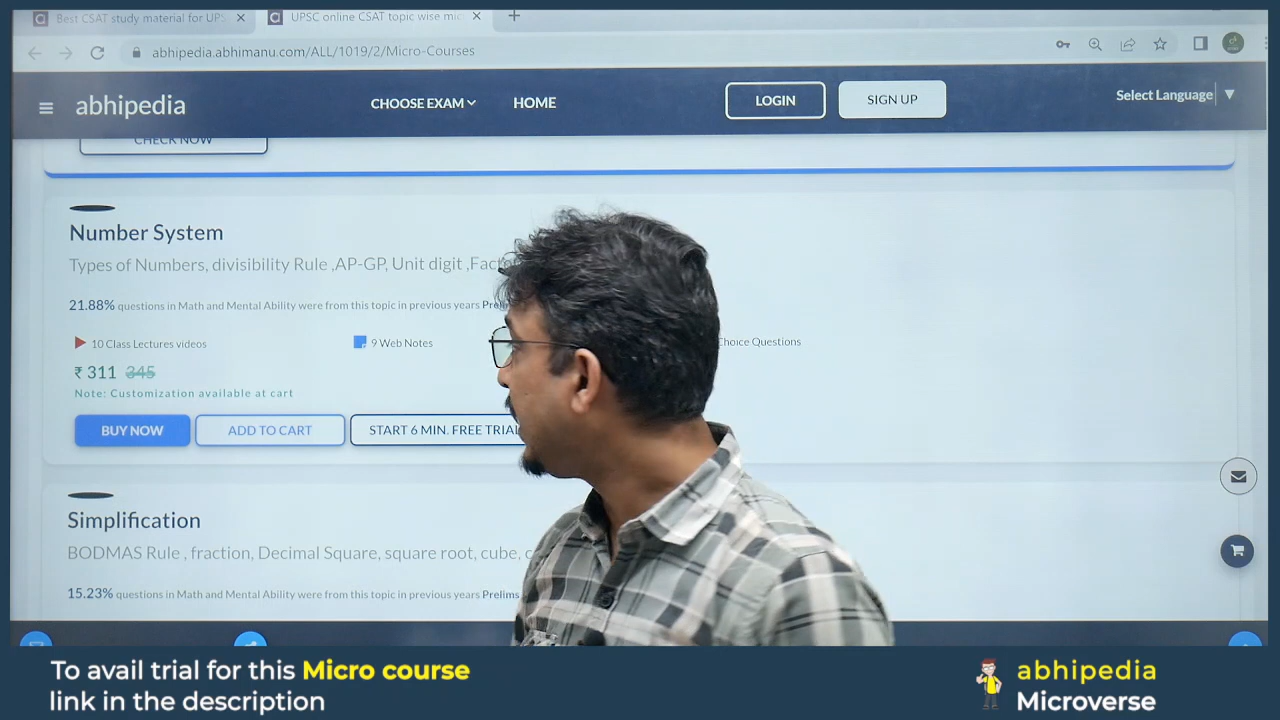 Best CSAT study material for UPS
UPSC online CSAT topic wise mic
abhipedia.abhimanu.com/ALL/1019/2/Micro-Courses
abhipedia
CHOOSE EXAM
HOME
LOGIN
SIGN UP
Select Language
CHECK NOW
Number System
Types of Numbers, divisibility Rule ,AP-GP, Unit digit ,Fact
21.88% questions in Math and Mental Ability were from this topic in previous years Prelim
10 Class Lectures videos
9 Web Notes
Choice Questions
₹ 311 345
Note: Customization available at cart
BUY NOW
ADD TO CART
START 6 MIN. FREE TRIAL
Simplification
BODMAS Rule , fraction, Decimal Square, square root, cube, c
15.23% questions in Math and Mental Ability were from this topic in previous years Prelims
To avail trial for this Micro course
link in the description
abhipedia
Microverse